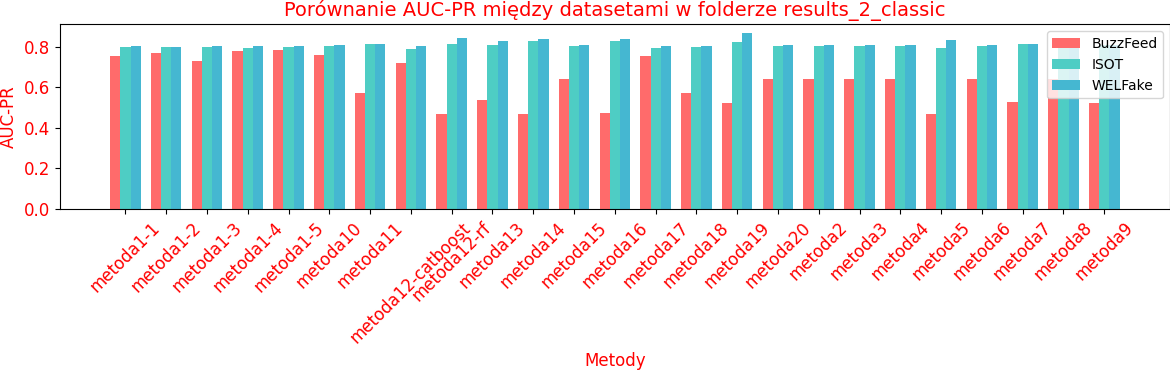 Porównanie AUC-PR między datasetami w folderze results_2_classic
AUC-PR
0.8
0.6
0.4
0.2
0.0
BuzzFeed
ISOT
WELFake
metoda1-1
metoda1-2
metoda1-3
metoda1-4
metoda1-5
metoda10
metoda11
metoda12-catboost
metoda12-rf
metoda13
metoda14
metoda15
metoda16
metoda17
metoda18
metoda19
metoda20
metoda2
metoda3
metoda4
metoda5
metoda6
metoda7
metoda8
metoda9
Metody